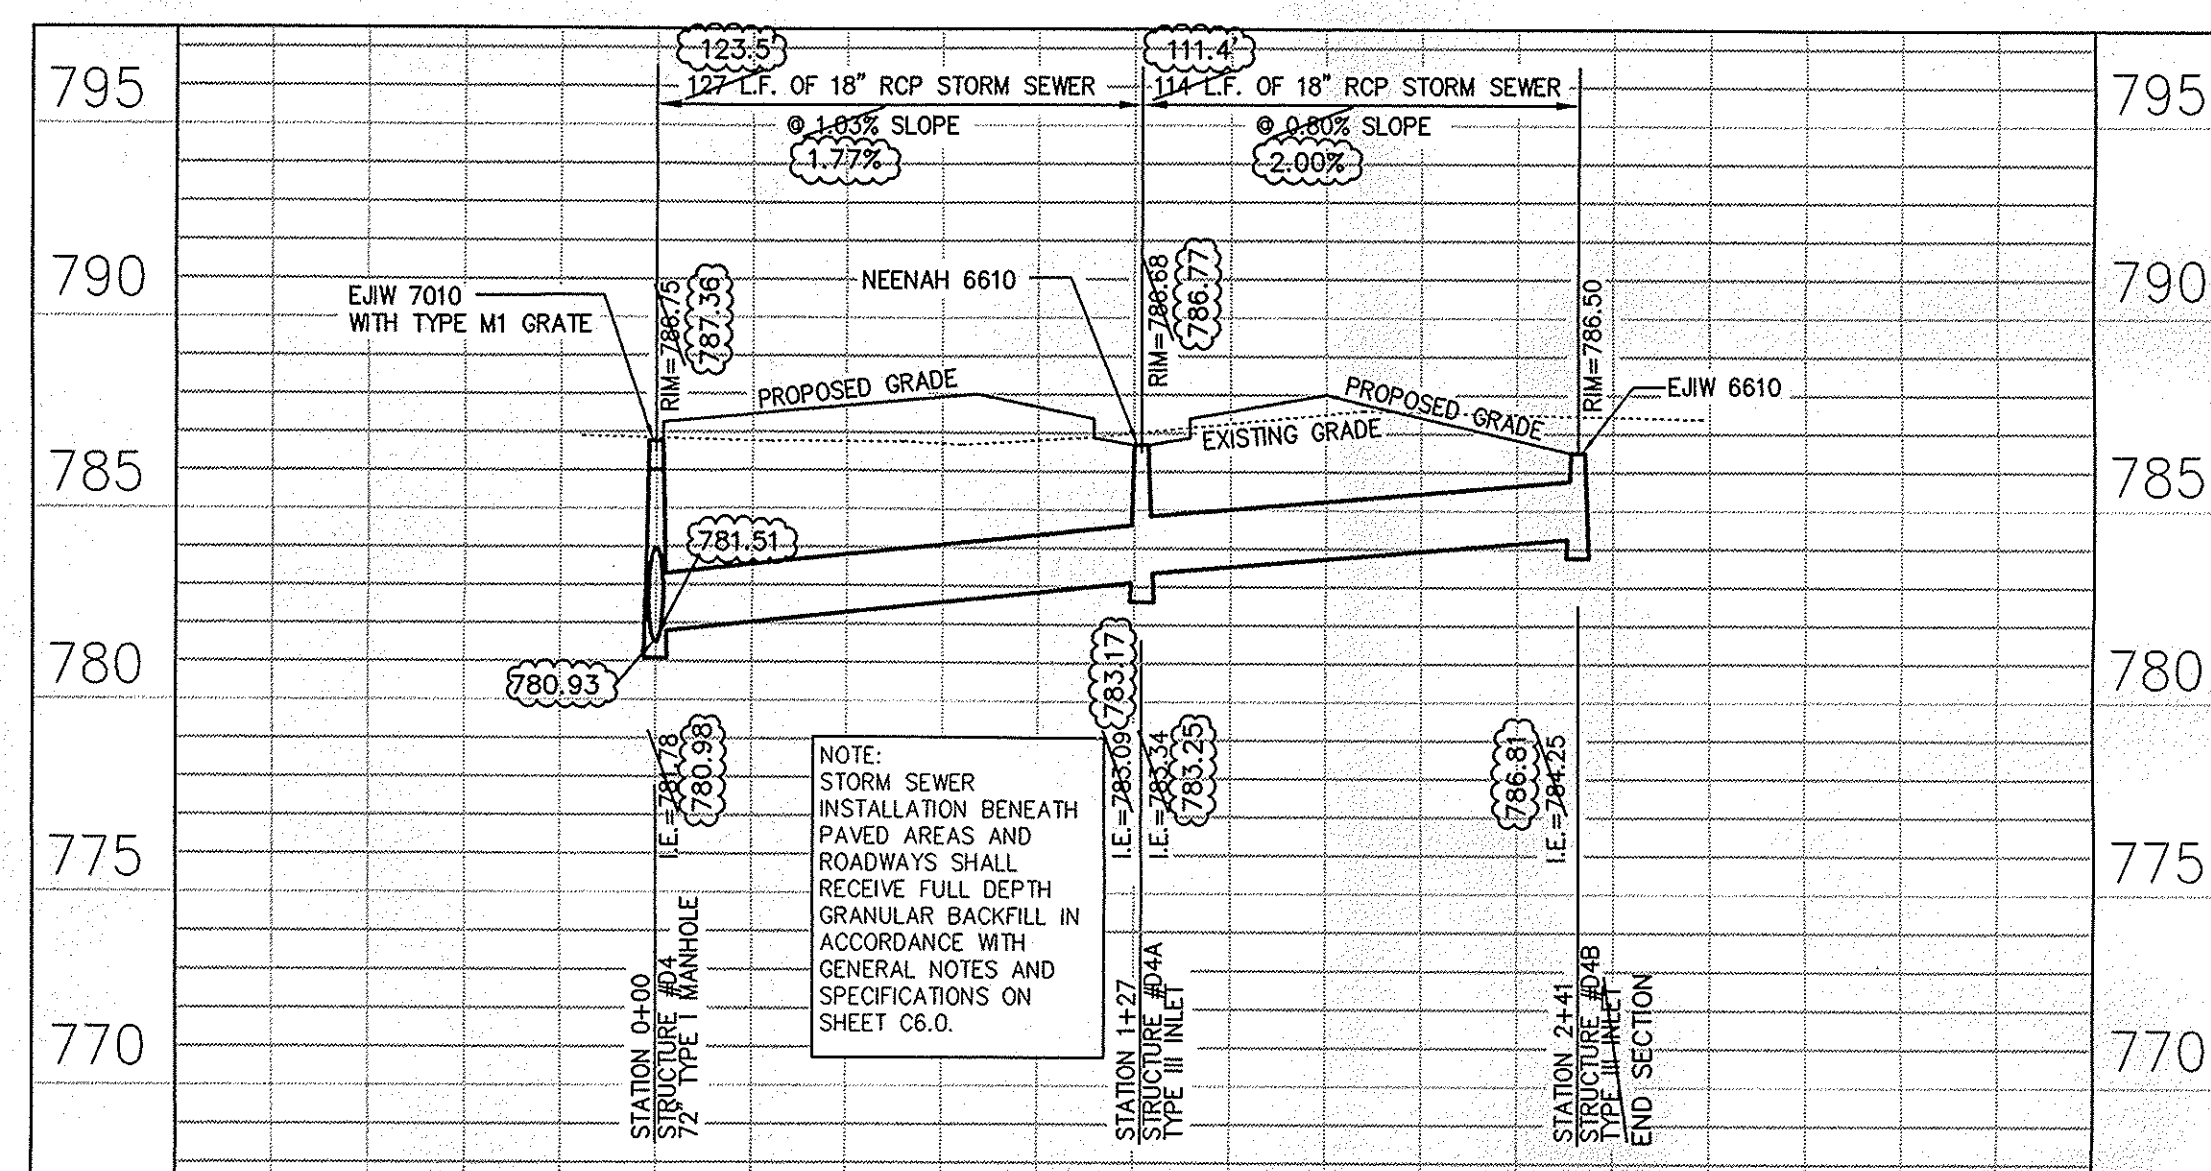 123.5'
111.4'
795
127 L.F. OF 18" RCP STORM SEWER
114 L.F. OF 18" RCP STORM SEWER
795
@ 1.03% SLOPE
@ 0.80% SLOPE
1.77%
2.00%
790
EJIW 7010
WITH TYPE M1 GRATE
RIM=786.75
787.36
NEENAH 6610
RIM=786.68
786.77
RIM=786.50
790
EJIW 6610
PROPOSED GRADE
PROPOSED GRADE
EXISTING GRADE
785
785
781.51
780
780
780.93
I.E.=781.78
780.98
783.17
I.E.=783.09
I.E.=783.34
783.25
786.81
I.E.=784.25
NOTE:
STORM SEWER
INSTALLATION BENEATH
PAVED AREAS AND
ROADWAYS SHALL
RECEIVE FULL DEPTH
GRANULAR BACKFILL IN
ACCORDANCE WITH
GENERAL NOTES AND
SPECIFICATIONS ON
SHEET C6.0.
775
775
770
770
STATION 0+00
STRUCTURE #D4
72" TYPE I MANHOLE
STATION 1+27
STRUCTURE #D4A
TYPE III INLET
STATION 2+41
STRUCTURE #D4B
TYPE III INLET
END SECTION